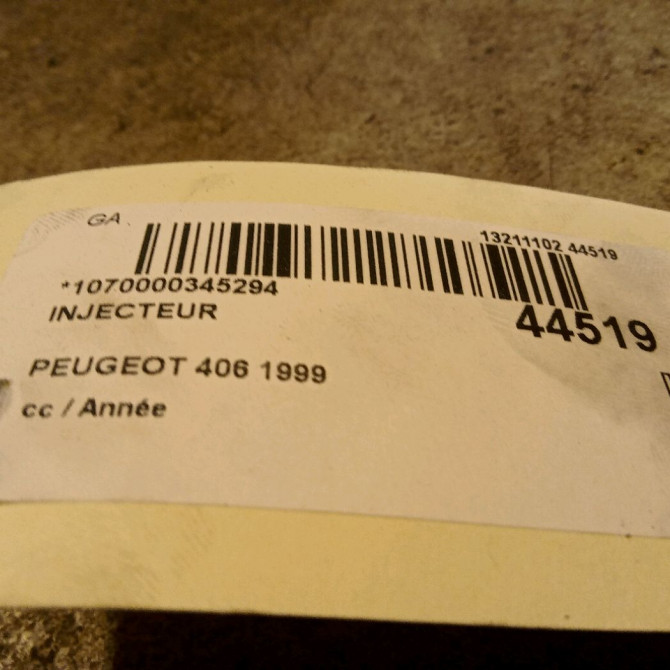 GA.
13211102 44519
*1070000345294
INJECTEUR
44519
PEUGEOT 406 1999
cc / Année